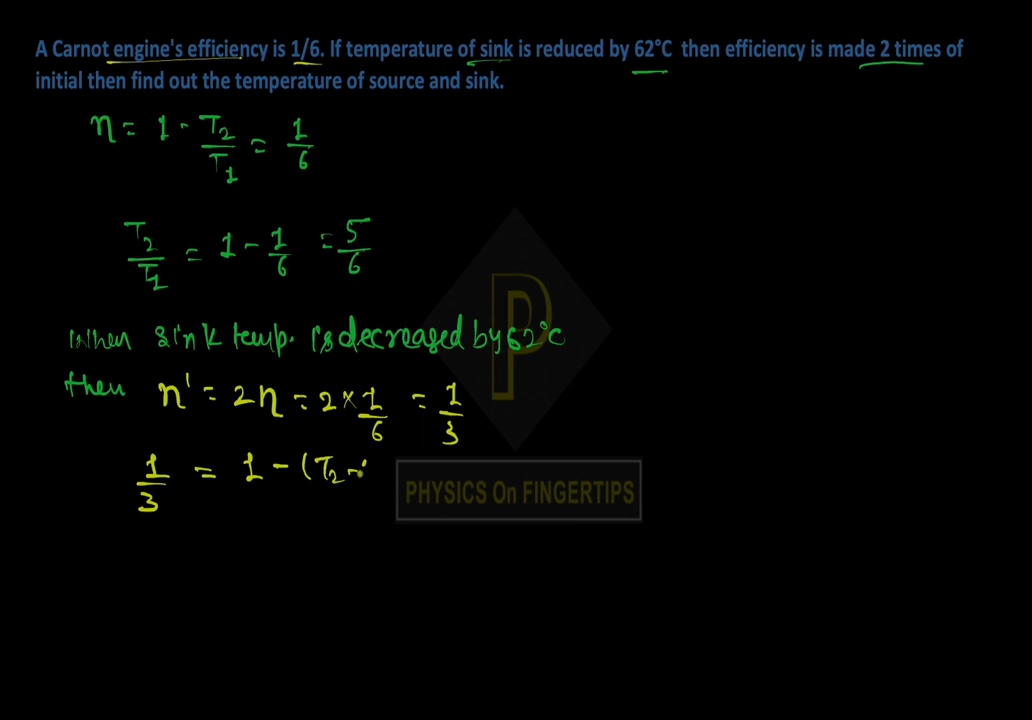 A Carnot engine's efficiency is 1/6. If temperature of sink is reduced by 62°C then efficiency is made 2 times of
initial then find out the temperature of source and sink.
η = 1 - T₂/T₁ = 1/6
T₂/T₁ = 1 - 1/6 = 5/6
When sink temp. is decreased by 62°C
then η' = 2η = 2 × 1/6 = 1/3
1/3 = 1 - (T₂ -
PHYSICS On FINGERTIPS